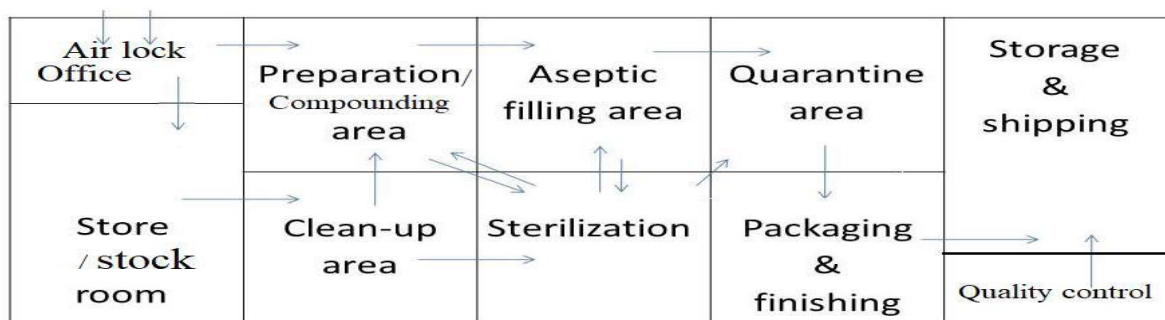 Air lock
Office
Preparation/
Compounding
area
Aseptic
filling area
Quarantine
area
Storage
&
shipping
Store
/ stock
room
Clean-up
area
Sterilization
Packaging
&
finishing
Quality control